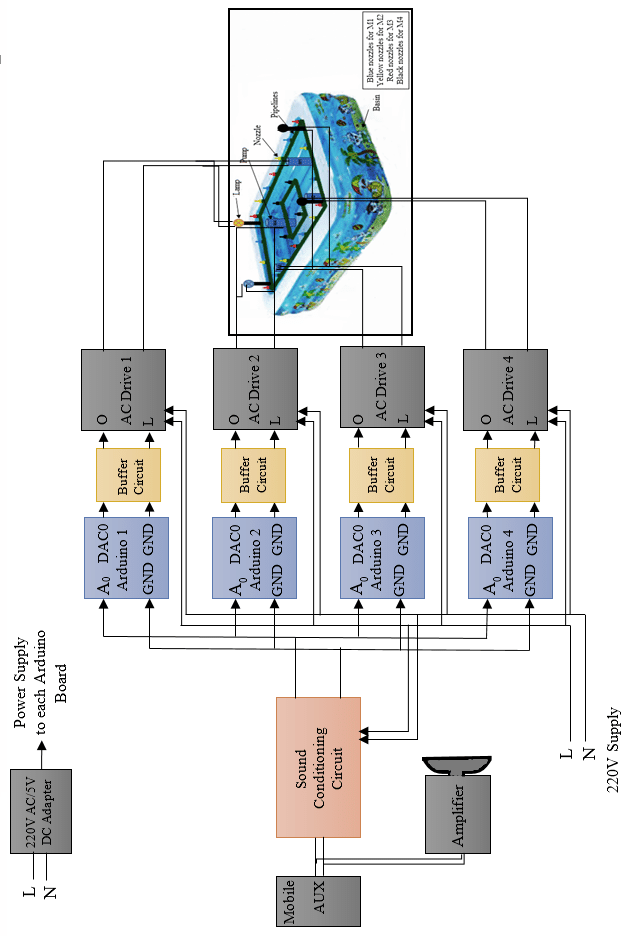 L
N
220V AC/5V
DC Adapter
Power Supply
to each Arduino
Board
Mobile
AUX
Amplifier
Sound
Conditioning
Circuit
L
N
220V Supply
A0 DAC0
Arduino 1
GND GND
Buffer
Circuit
O
AC Drive 1
L
A0 DAC0
Arduino 2
GND GND
Buffer
Circuit
O
AC Drive 2
L
A0 DAC0
Arduino 3
GND GND
Buffer
Circuit
O
AC Drive 3
L
A0 DAC0
Arduino 4
GND GND
Buffer
Circuit
O
AC Drive 4
L
Lamp
Pump
Nozzle
Pipelines
Basin
Blue nozzles for M1
Yellow nozzles for M2
Red nozzles for M3
Black nozzles for M4